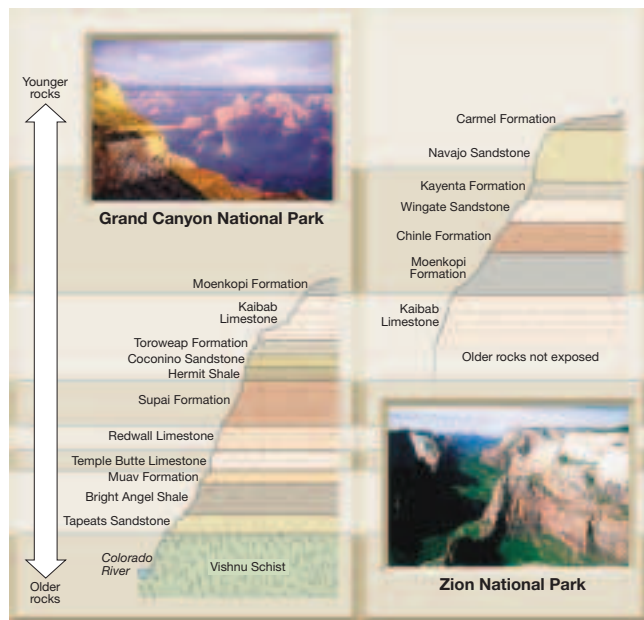 Younger
rocks
Grand Canyon National Park
Moenkopi Formation
Kaibab
Limestone
Toroweap Formation
Coconino Sandstone
Hermit Shale
Supai Formation
Redwall Limestone
Temple Butte Limestone
Muav Formation
Bright Angel Shale
Tapeats Sandstone
Colorado
River
Vishnu Schist
Older
rocks
Carmel Formation
Navajo Sandstone
Kayenta Formation
Wingate Sandstone
Chinle Formation
Moenkopi
Formation
Kaibab
Limestone
Older rocks not exposed
Zion National Park